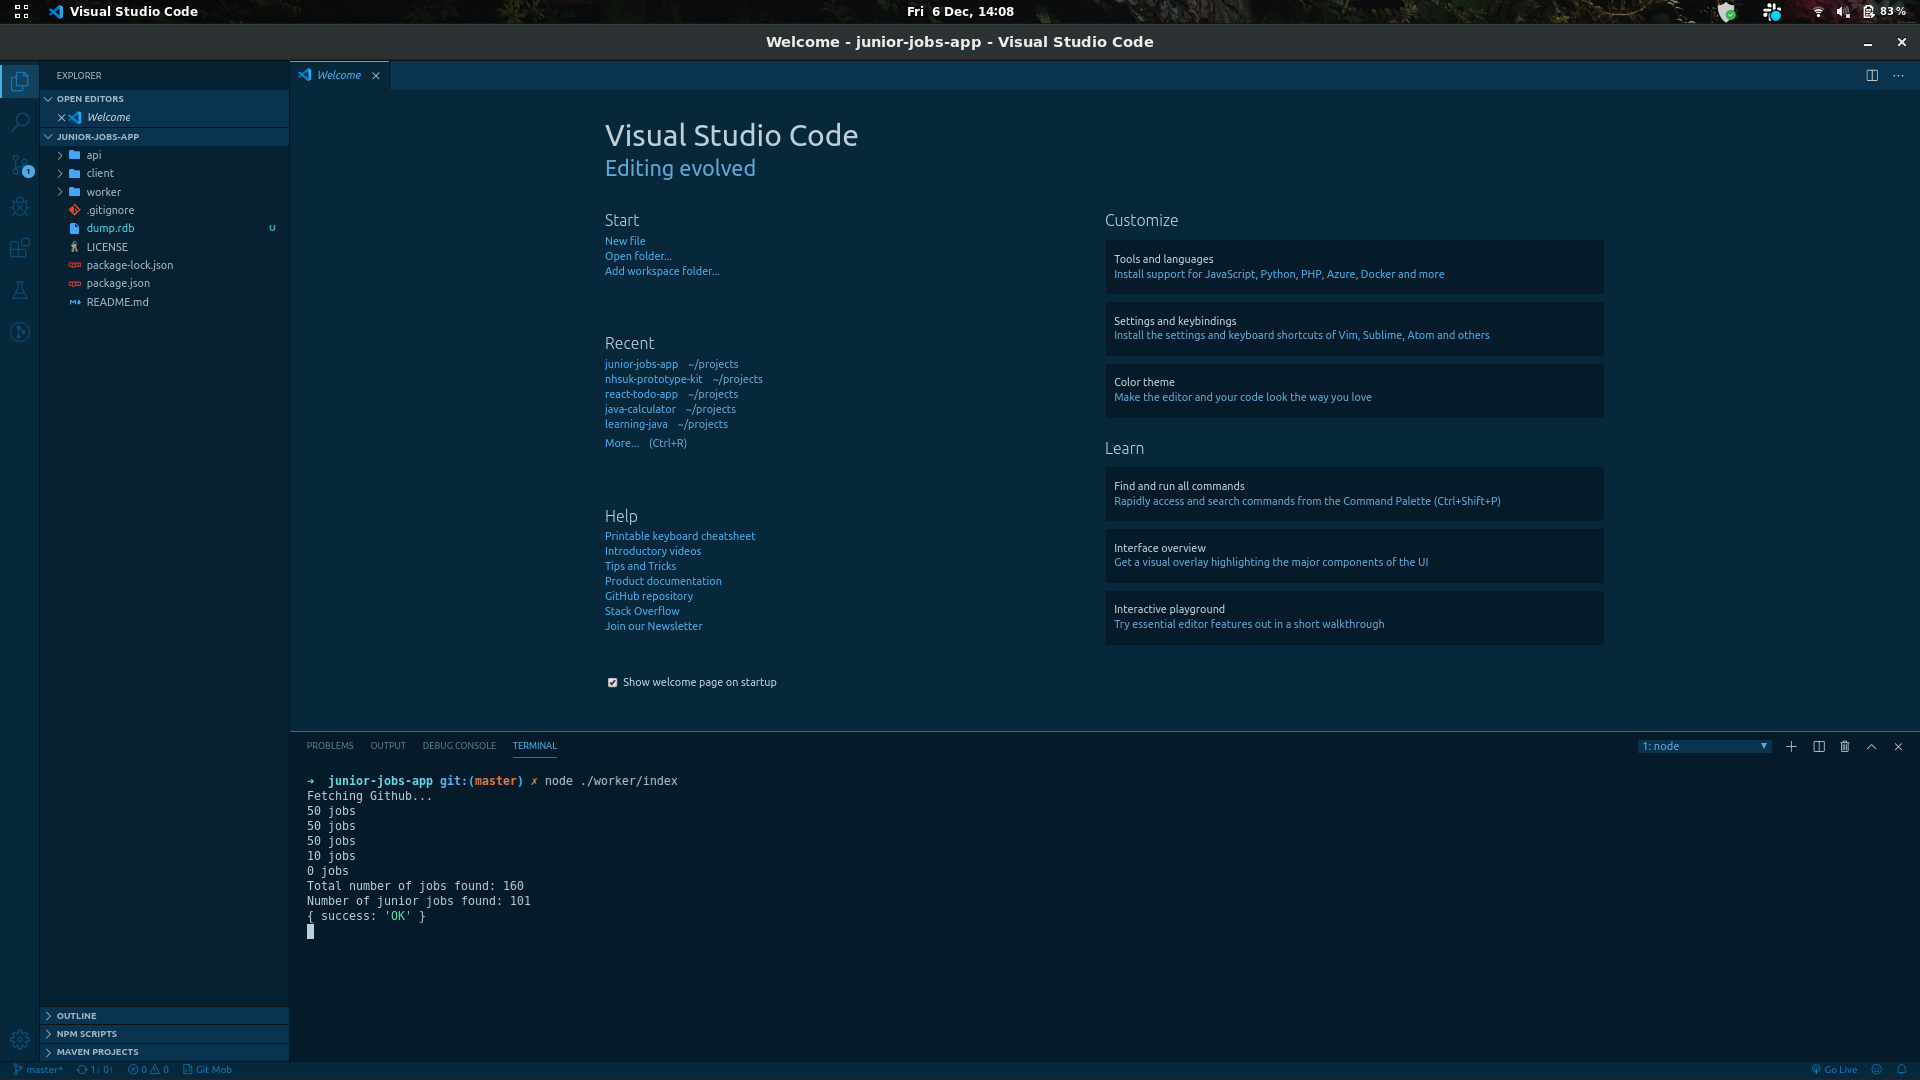 Visual Studio Code
Fri 6 Dec, 14:08
83 %
Welcome - junior-jobs-app - Visual Studio Code
EXPLORER
OPEN EDITORS
Welcome
JUNIOR-JOBS-APP
api
client
worker
.gitignore
dump.rdb U
LICENSE
package-lock.json
package.json
README.md
OUTLINE
NPM SCRIPTS
MAVEN PROJECTS
1
Welcome
Visual Studio Code
Editing evolved
Start
New file
Open folder...
Add workspace folder...
Recent
junior-jobs-app ~/projects
nhsuk-prototype-kit ~/projects
react-todo-app ~/projects
java-calculator ~/projects
learning-java ~/projects
More... (Ctrl+R)
Help
Printable keyboard cheatsheet
Introductory videos
Tips and Tricks
Product documentation
GitHub repository
Stack Overflow
Join our Newsletter
Show welcome page on startup
Customize
Tools and languages
Install support for JavaScript, Python, PHP, Azure, Docker and more
Settings and keybindings
Install the settings and keyboard shortcuts of Vim, Sublime, Atom and others
Color theme
Make the editor and your code look the way you love
Learn
Find and run all commands
Rapidly access and search commands from the Command Palette (Ctrl+Shift+P)
Interface overview
Get a visual overlay highlighting the major components of the UI
Interactive playground
Try essential editor features out in a short walkthrough
PROBLEMS OUTPUT DEBUG CONSOLE TERMINAL
1: node
➜ junior-jobs-app git:(master) ✗ node ./worker/index
Fetching Github...
50 jobs
50 jobs
50 jobs
10 jobs
0 jobs
Total number of jobs found: 160
Number of junior jobs found: 101
{ success: 'OK' }
master* 1↓ 0↑ 0 0 Git Mob
Go Live